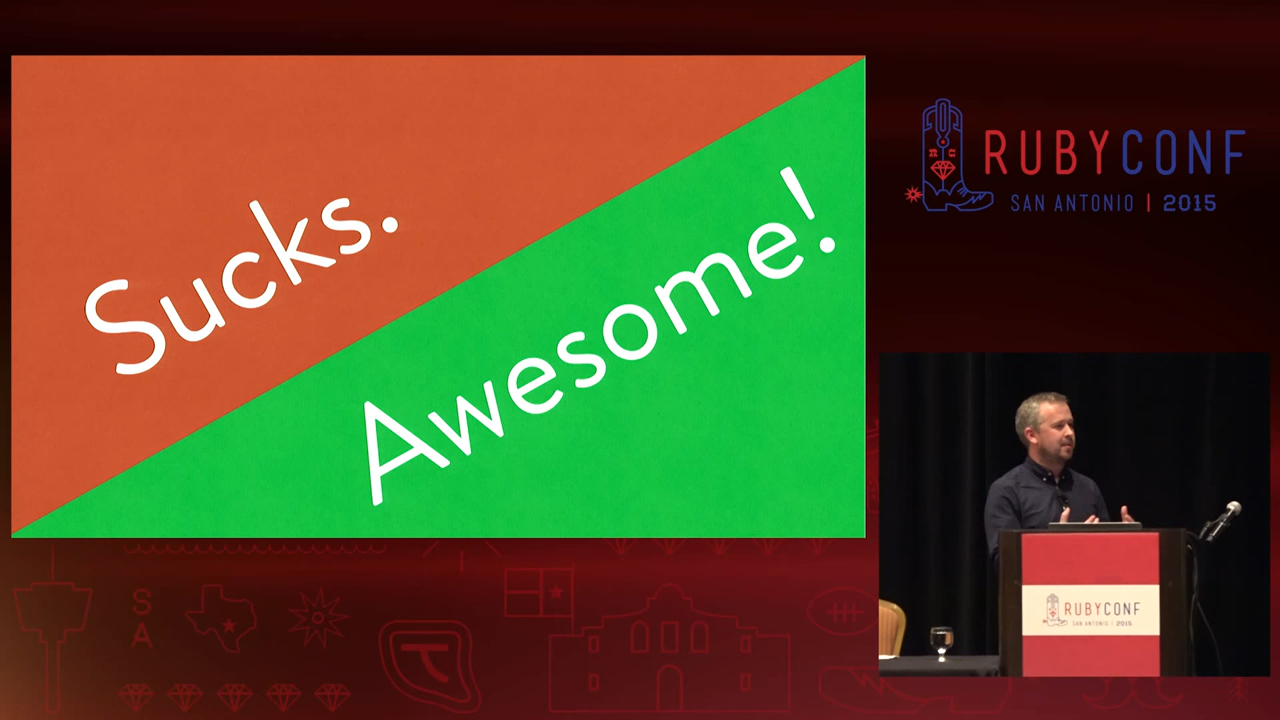 Sucks.
Awesome!
RUBYCONF
SAN ANTONIO | 2015
RUBYCONF
SAN ANTONIO | 2015
S
A